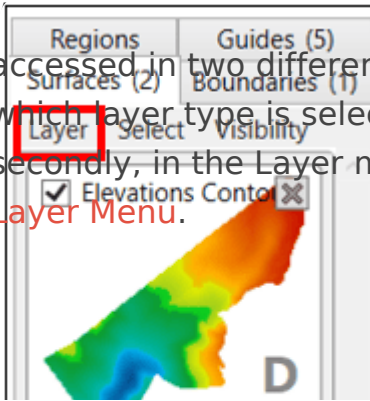 Regions Guides (5)
accessed in two differen
Surfaces (2) Boundaries (1)
which layer type is selec
Layer Select Visibility
secondly, in the Layer
Elevations Conto
Layer Menu.
D